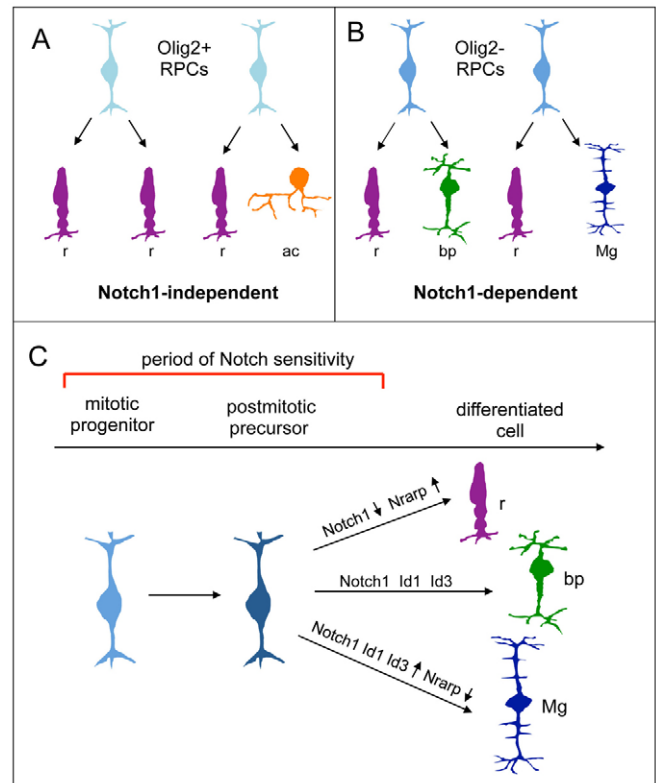 A
Olig2+
RPCs
r
r
r
ac
Notch1-independent
B
Olig2-
RPCs
r
bp
r
Mg
Notch1-dependent
C
period of Notch sensitivity
mitotic
progenitor
postmitotic
precursor
differentiated
cell
Notch1 ↓ Nrarp ↑
r
Notch1 Id1 Id3
bp
Notch1 Id1 Id3 ↑ Nrarp ↓
Mg